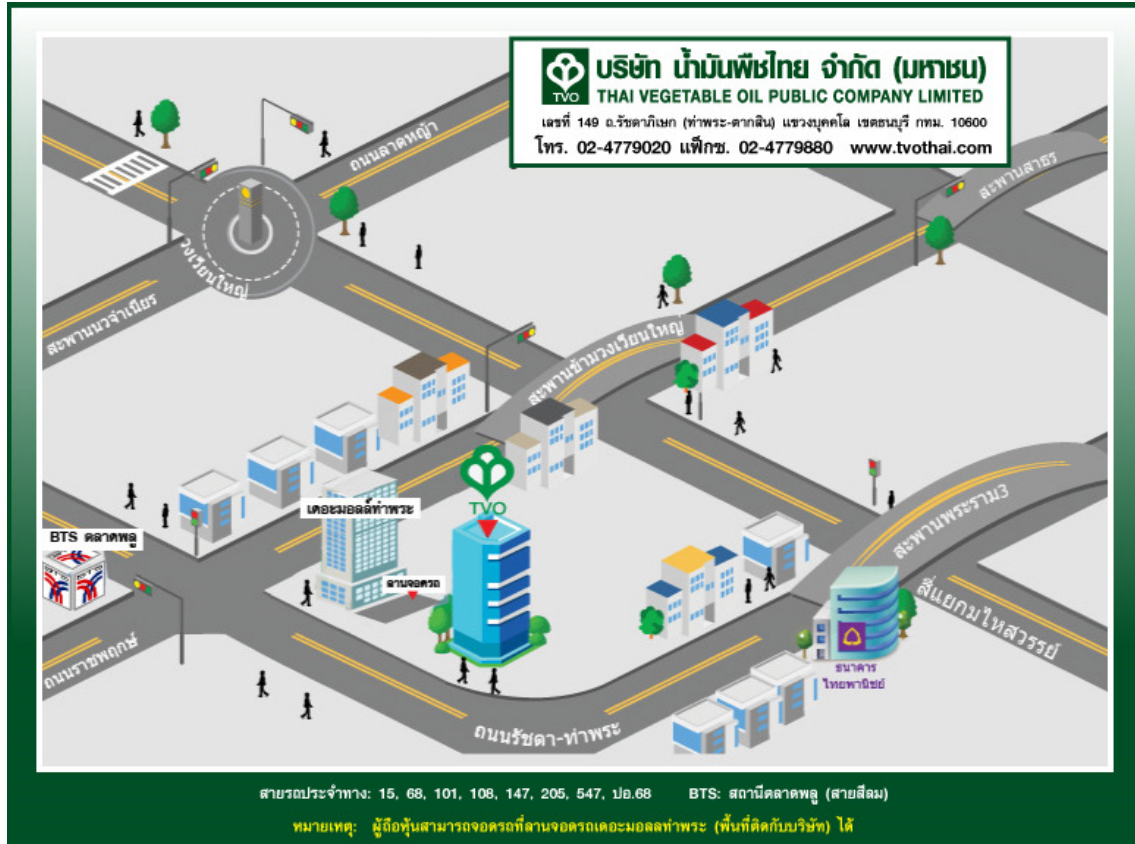 บริษัท น้ำมันพืชไทย จำกัด (มหาชน)
TVO
THAI VEGETABLE OIL PUBLIC COMPANY LIMITED
เลขที่ 149 ถ.รัชดาภิเษก (ท่าพระ-ตากสิน) แขวงบุคคโล เขตธนบุรี กทม. 10600
โทร. 02-4779020 แฟ็กซ. 02-4779880 www.tvothai.com
ถนนลาดหญ้า
สะพานสาธร
วงเวียนใหญ่
สะพานนวจำเนียร
สะพานข้ามวงเวียนใหญ่
TVO
เดอะมอลล์ท่าพระ
BTS ตลาดพลู
สะพานพระราม3
ลานจอดรถ
สี่แยกมไหสวรรย์
ถนนราชพฤกษ์
ธนาคาร
ไทยพานิชย์
ถนนรัชดา-ท่าพระ
สายรถประจำทาง: 15, 68, 101, 108, 147, 205, 547, ปอ.68 BTS: สถานีตลาดพลู (สายสีลม)
หมายเหตุ: ผู้ถือหุ้นสามารถจอดรถที่ลานจอดรถเดอะมอลลท่าพระ (พื้นที่ติดกับบริษัท) ได้